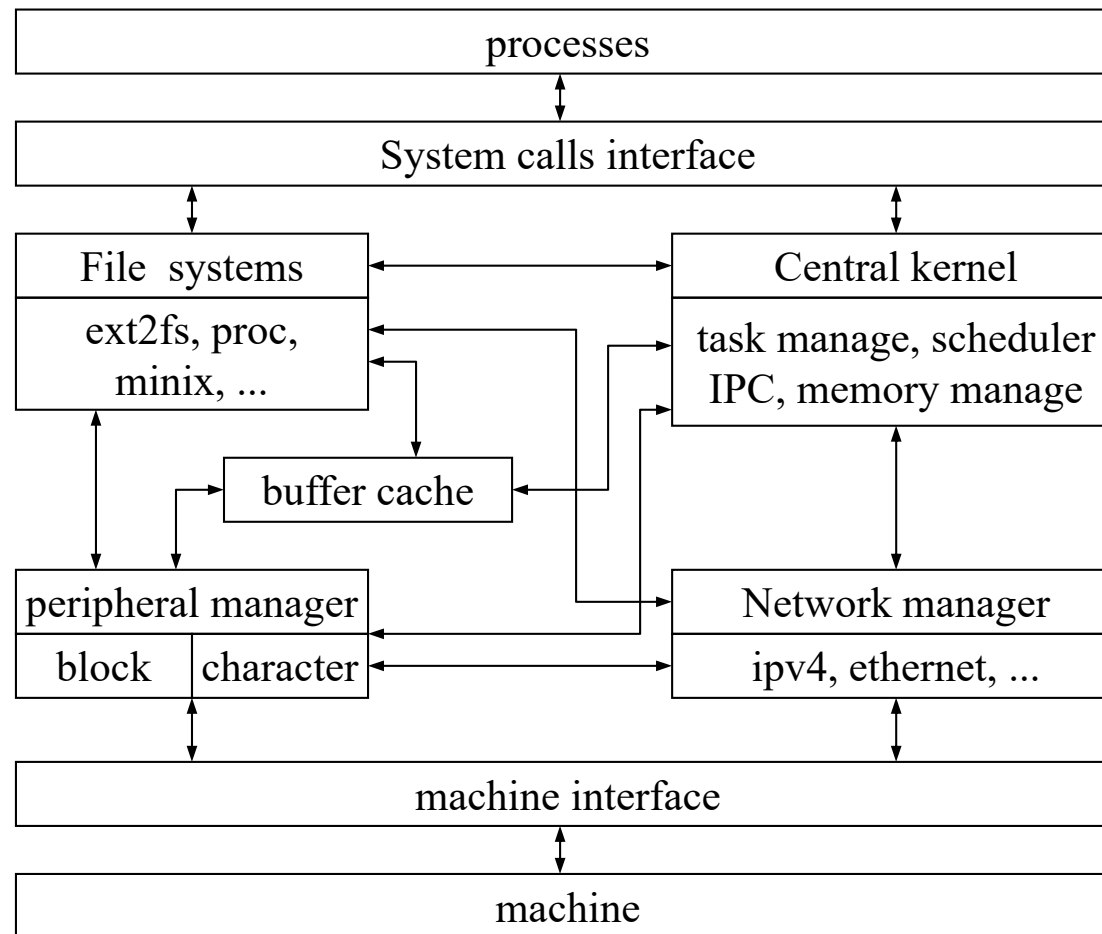 processes
System calls interface
File systems
Central kernel
ext2fs, proc,
minix, ...
task manage, scheduler
IPC, memory manage
buffer cache
peripheral manager
Network manager
block
character
ipv4, ethernet, ...
machine interface
machine